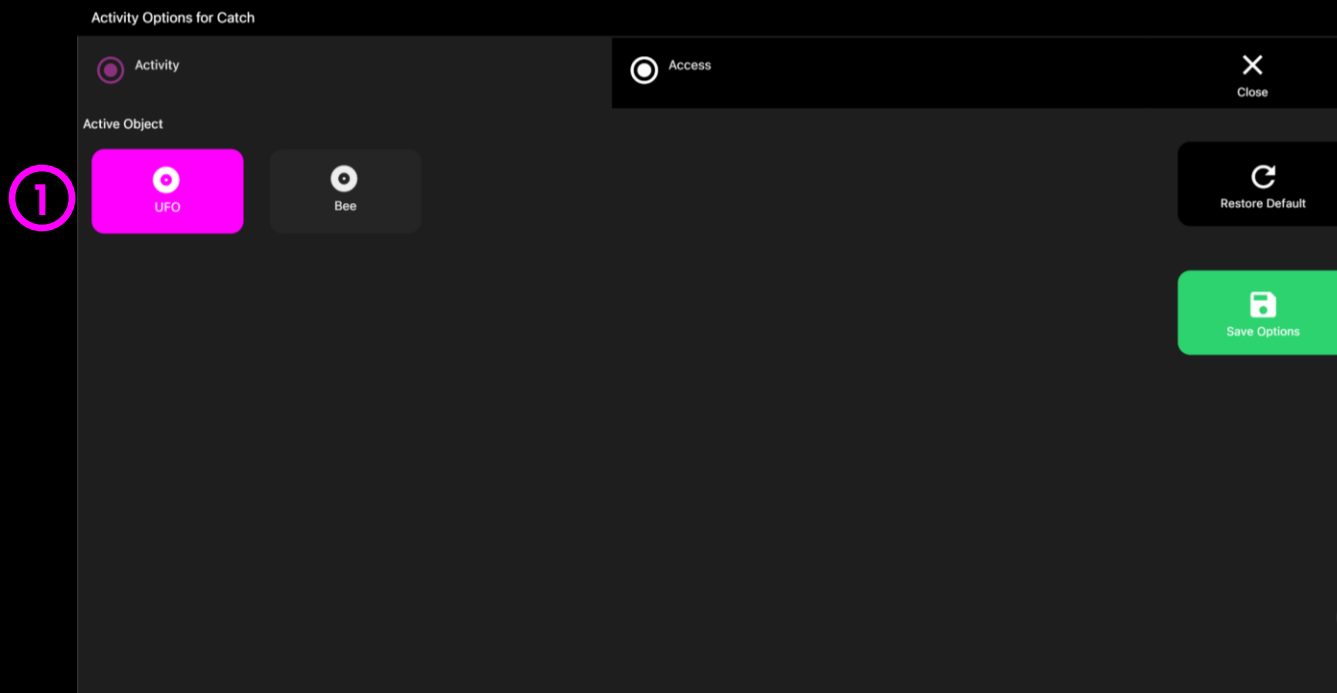 Activity Options for Catch
Activity
Access
Close
Active Object
1
UFO
Bee
Restore Default
Save Options